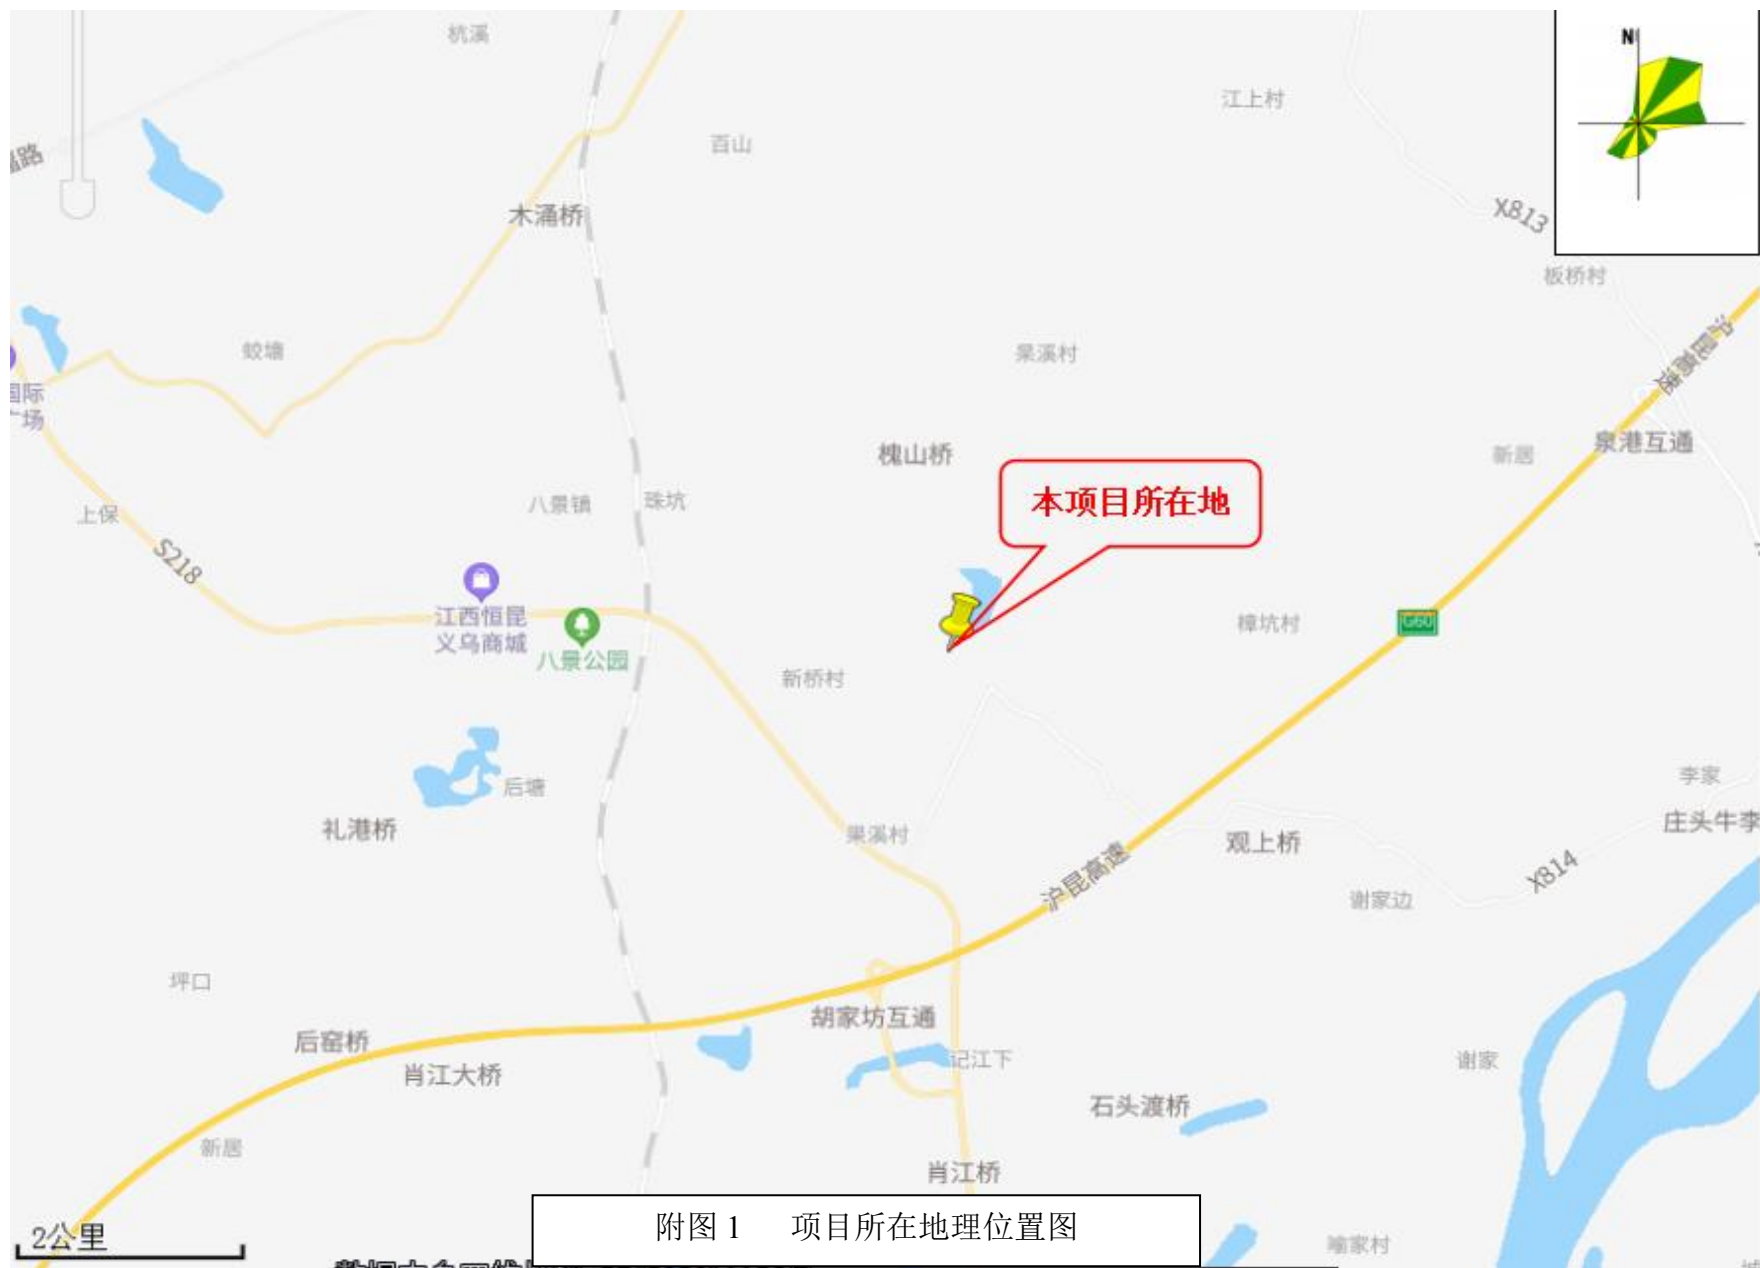 杭溪
N
江上村
百山
X813
木涌桥
板桥村
沪昆高速
蛟塘
杲溪村
国际
广场
泉港互通
槐山桥
新居
本项目所在地
八景镇
珠坑
上保
S218
江西恒昆
义乌商城
八景公园
樟坑村
G60
新桥村
李家
后塘
庄头牛李
礼港桥
果溪村
观上桥
沪昆高速
X814
谢家边
坪口
胡家坊互通
后窑桥
记江下
谢家
肖江大桥
石头渡桥
新居
肖江桥
附图 1 项目所在地理位置图
2公里
喻家村